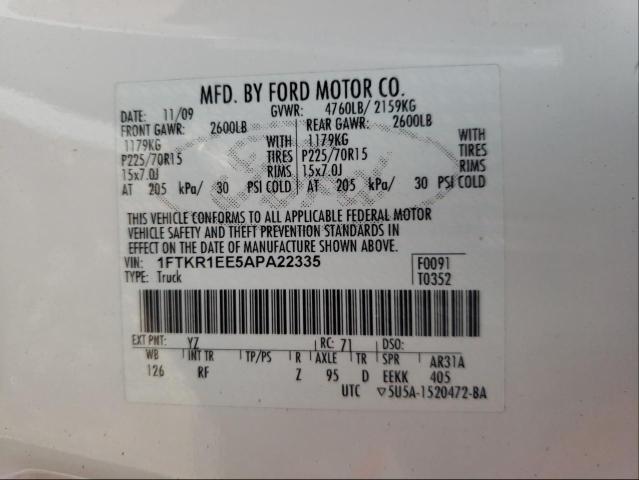 MFD. BY FORD MOTOR CO.
DATE: 11/09 GVWR: 4760LB/ 2159KG
FRONT GAWR: 2600LB REAR GAWR: 2600LB
1179KG WITH 1179KG WITH
P225/70R15 TIRES P225/70R15 TIRES
15x7.0J RIMS 15x7.0J RIMS
AT 205 kPa/ 30 PSI COLD AT 205 kPa/ 30 PSI COLD
THIS VEHICLE CONFORMS TO ALL APPLICABLE FEDERAL MOTOR
VEHICLE SAFETY AND THEFT PREVENTION STANDARDS IN
EFFECT ON THE DATE OF MANUFACTURE SHOWN ABOVE.
VIN: 1FTKR1EE5APA22335 F0091
TYPE: Truck T0352
EXT PNT: YZ RC: 71 DSO:
WB INT TR TP/PS R AXLE TR SPR AR31A
126 RF Z 95 D EEKK 405
UTC ▽5U5A-1520472-BA